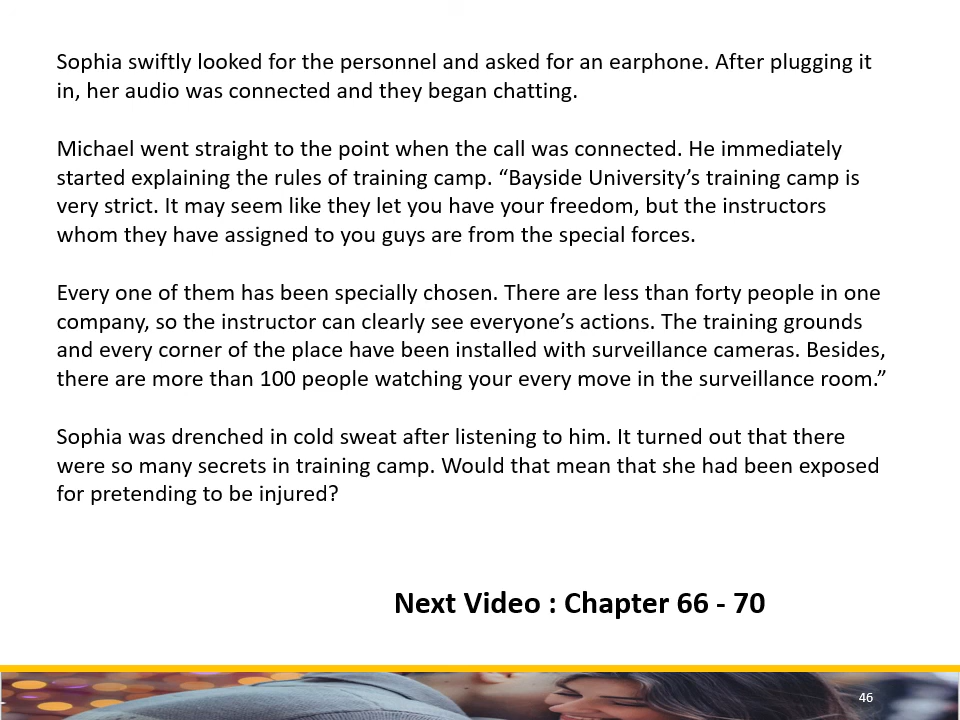 Sophia swiftly looked for the personnel and asked for an earphone. After plugging it
in, her audio was connected and they began chatting.
Michael went straight to the point when the call was connected. He immediately
started explaining the rules of training camp. “Bayside University’s training camp is
very strict. It may seem like they let you have your freedom, but the instructors
whom they have assigned to you guys are from the special forces.
Every one of them has been specially chosen. There are less than forty people in one
company, so the instructor can clearly see everyone’s actions. The training grounds
and every corner of the place have been installed with surveillance cameras. Besides,
there are more than 100 people watching your every move in the surveillance room.”
Sophia was drenched in cold sweat after listening to him. It turned out that there
were so many secrets in training camp. Would that mean that she had been exposed
for pretending to be injured?
Next Video : Chapter 66 - 70
46